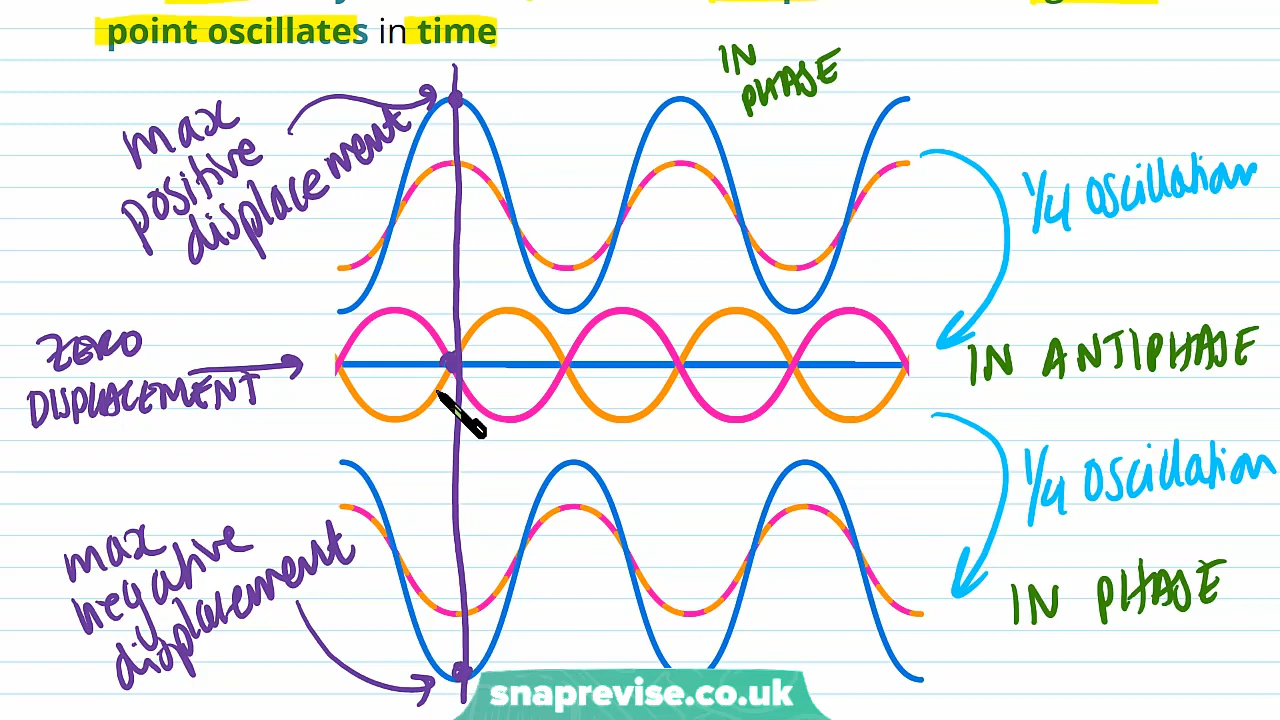 point oscillates in time
IN
PHASE
max
positive
displacement
1/4 oscillation
ZERO
DISPLACEMENT
IN ANTIPHASE
1/4 oscillation
max
negative
displacement
IN PHASE
snaprevise.co.uk